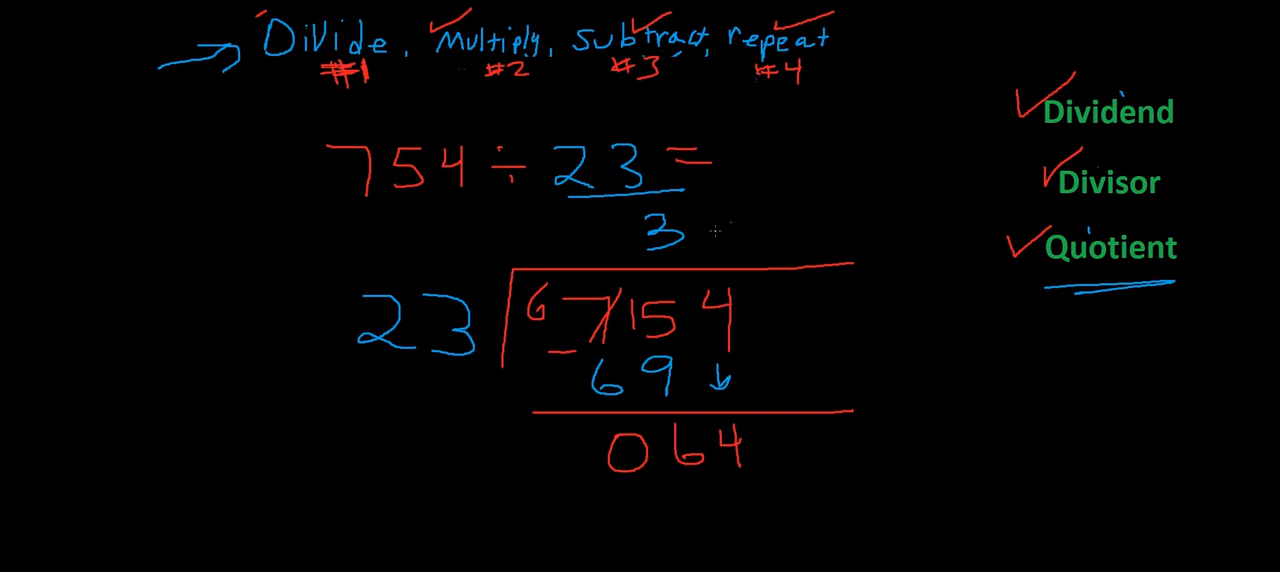 Divide, Multiply, Subtract, repeat
#1 #2 #3 #4
Dividend
754 ÷ 23 =
Divisor
3
Quotient
23 6 7 15 4
- 69 ↓
064